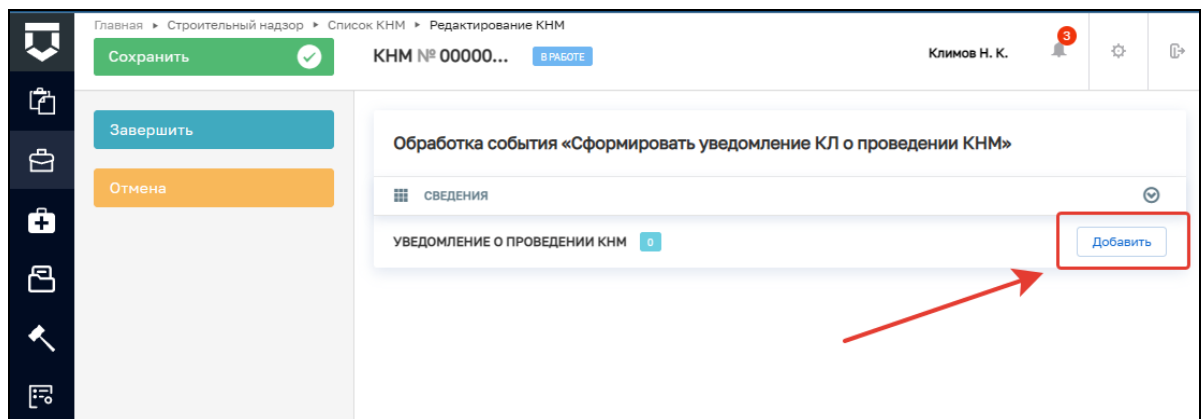 Главная ▸ Строительный надзор ▸ Список КНМ ▸ Редактирование КНМ
Сохранить
КНМ № 00000...
В РАБОТЕ
Климов Н. К.
3
Завершить
Отмена
Обработка события «Сформировать уведомление КЛ о проведении КНМ»
СВЕДЕНИЯ
УВЕДОМЛЕНИЕ О ПРОВЕДЕНИИ КНМ 0
Добавить